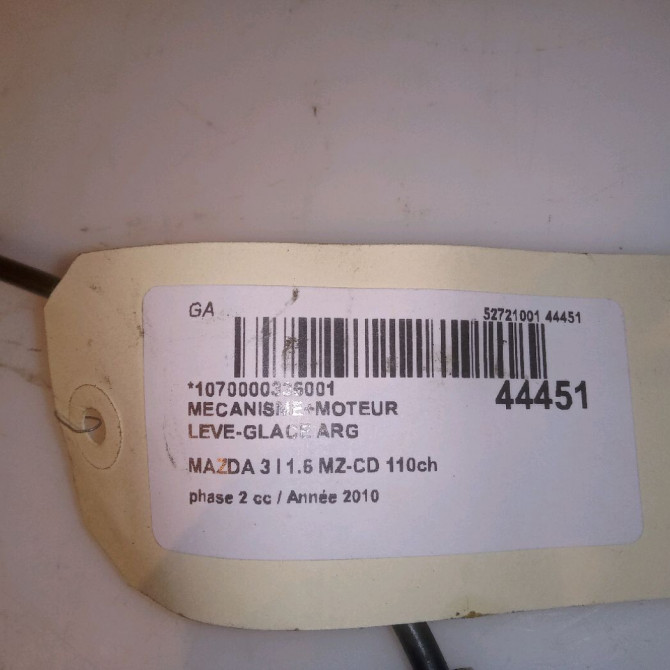 GA
52721001 44451
44451
MECANISME+MOTEUR
LEVE-GLACE ARG
MAZDA 3 I 1.6 MZ-CD 110ch
phase 2 cc / Année 2010